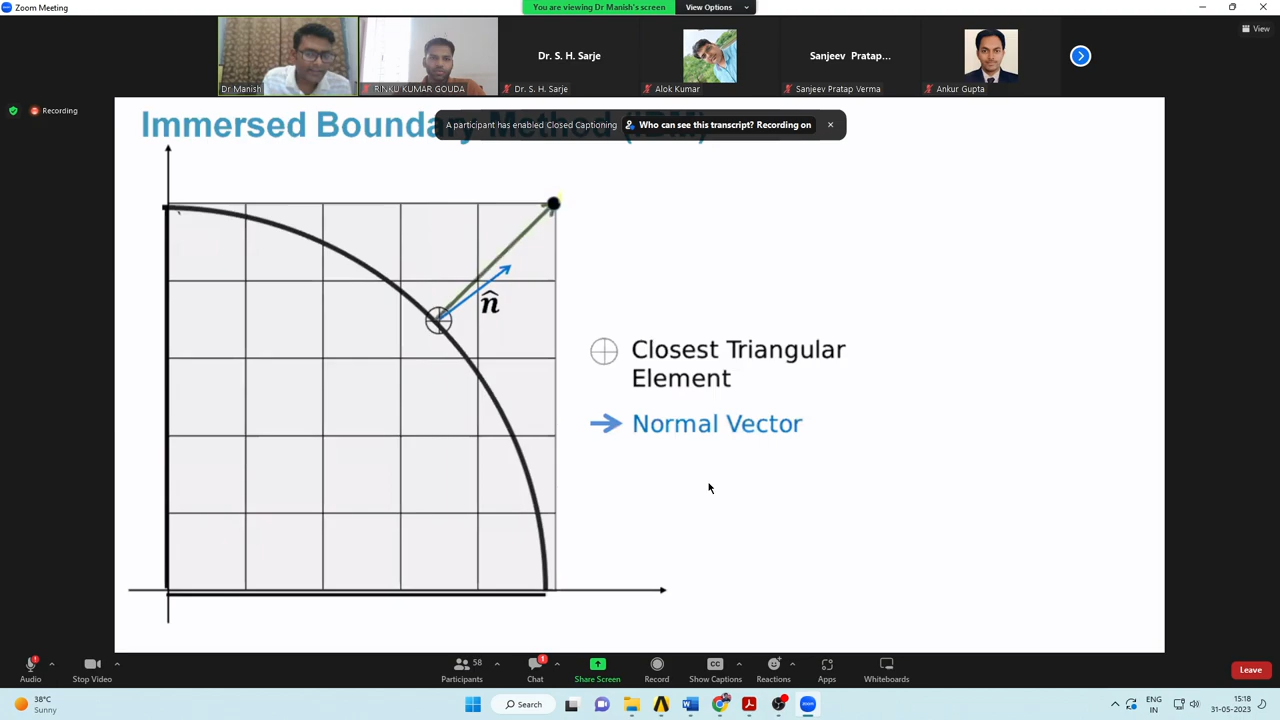 Zoom Meeting
You are viewing Dr Manish's screen
View Options
View
Dr Manish
RINKU KUMAR GOUDA
Dr. S. H. Sarje
Dr. S. H. Sarje
Alok Kumar
Sanjeev Pratap...
Sanjeev Pratap Verma
Ankur Gupta
Recording
Immersed Bounda
A participant has enabled Closed Captioning
Who can see this transcript? Recording on
n̂
Closest Triangular
Element
Normal Vector
Audio
Stop Video
58
Participants
1
Chat
Share Screen
Record
CC
Show Captions
Reactions
Apps
Whiteboards
Leave
38°C
Sunny
Search
ENG
IN
15:18
31-05-2023